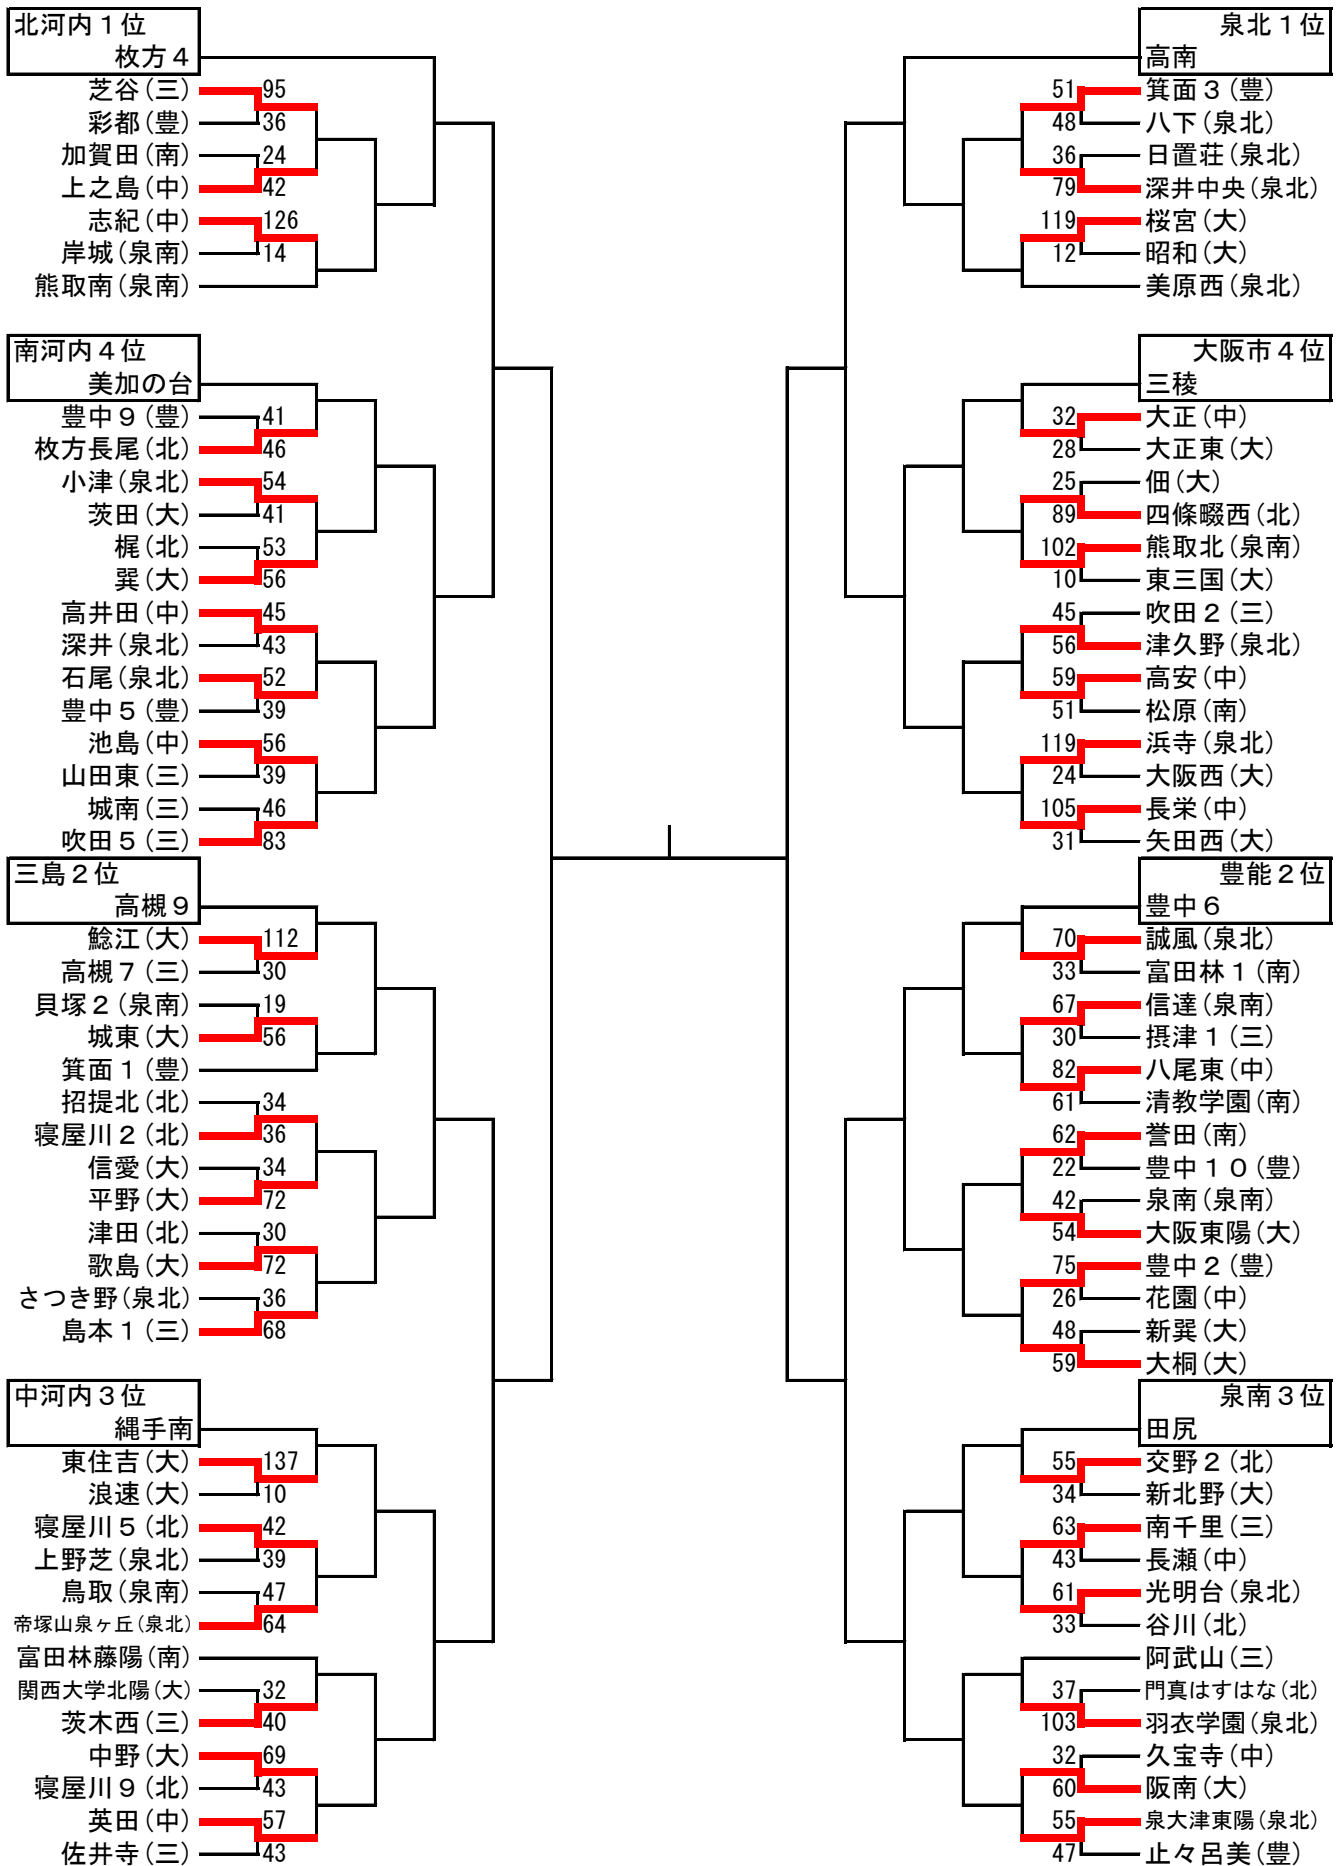 北河内１位
枚方４
芝谷(三) 95
彩都(豊) 36
加賀田(南) 24
上之島(中) 42
志紀(中) 126
岸城(泉南) 14
熊取南(泉南)
南河内４位
美加の台
豊中９(豊) 41
枚方長尾(北) 46
小津(泉北) 54
茨田(大) 41
梶(北) 53
巽(大) 56
高井田(中) 45
深井(泉北) 43
石尾(泉北) 52
豊中５(豊) 39
池島(中) 56
山田東(三) 39
城南(三) 46
吹田５(三) 83
三島２位
高槻９
鯰江(大) 112
高槻７(三) 30
貝塚２(泉南) 19
城東(大) 56
箕面１(豊)
招提北(北) 34
寝屋川２(北) 36
信愛(大) 34
平野(大) 72
津田(北) 30
歌島(大) 72
さつき野(泉北) 36
島本１(三) 68
中河内３位
縄手南
東住吉(大) 137
浪速(大) 10
寝屋川５(北) 42
上野芝(泉北) 39
鳥取(泉南) 47
帝塚山泉ヶ丘(泉北) 64
富田林藤陽(南)
関西大学北陽(大) 32
茨木西(三) 40
中野(大) 69
寝屋川９(北) 43
英田(中) 57
佐井寺(三) 43
泉北１位
高南
51 箕面３(豊)
48 八下(泉北)
36 日置荘(泉北)
79 深井中央(泉北)
119 桜宮(大)
12 昭和(大)
美原西(泉北)
大阪市４位
三稜
32 大正(中)
28 大正東(大)
25 佃(大)
89 四條畷西(北)
102 熊取北(泉南)
10 東三国(大)
45 吹田２(三)
56 津久野(泉北)
59 高安(中)
51 松原(南)
119 浜寺(泉北)
24 大阪西(大)
105 長栄(中)
31 矢田西(大)
豊能２位
豊中６
70 誠風(泉北)
33 富田林１(南)
67 信達(泉南)
30 摂津１(三)
82 八尾東(中)
61 清教学園(南)
62 誉田(南)
22 豊中１０(豊)
42 泉南(泉南)
54 大阪東陽(大)
75 豊中２(豊)
26 花園(中)
48 新巽(大)
59 大桐(大)
泉南３位
田尻
55 交野２(北)
34 新北野(大)
63 南千里(三)
43 長瀬(中)
61 光明台(泉北)
33 谷川(北)
阿武山(三)
37 門真はすはな(北)
103 羽衣学園(泉北)
32 久宝寺(中)
60 阪南(大)
55 泉大津東陽(泉北)
47 止々呂美(豊)